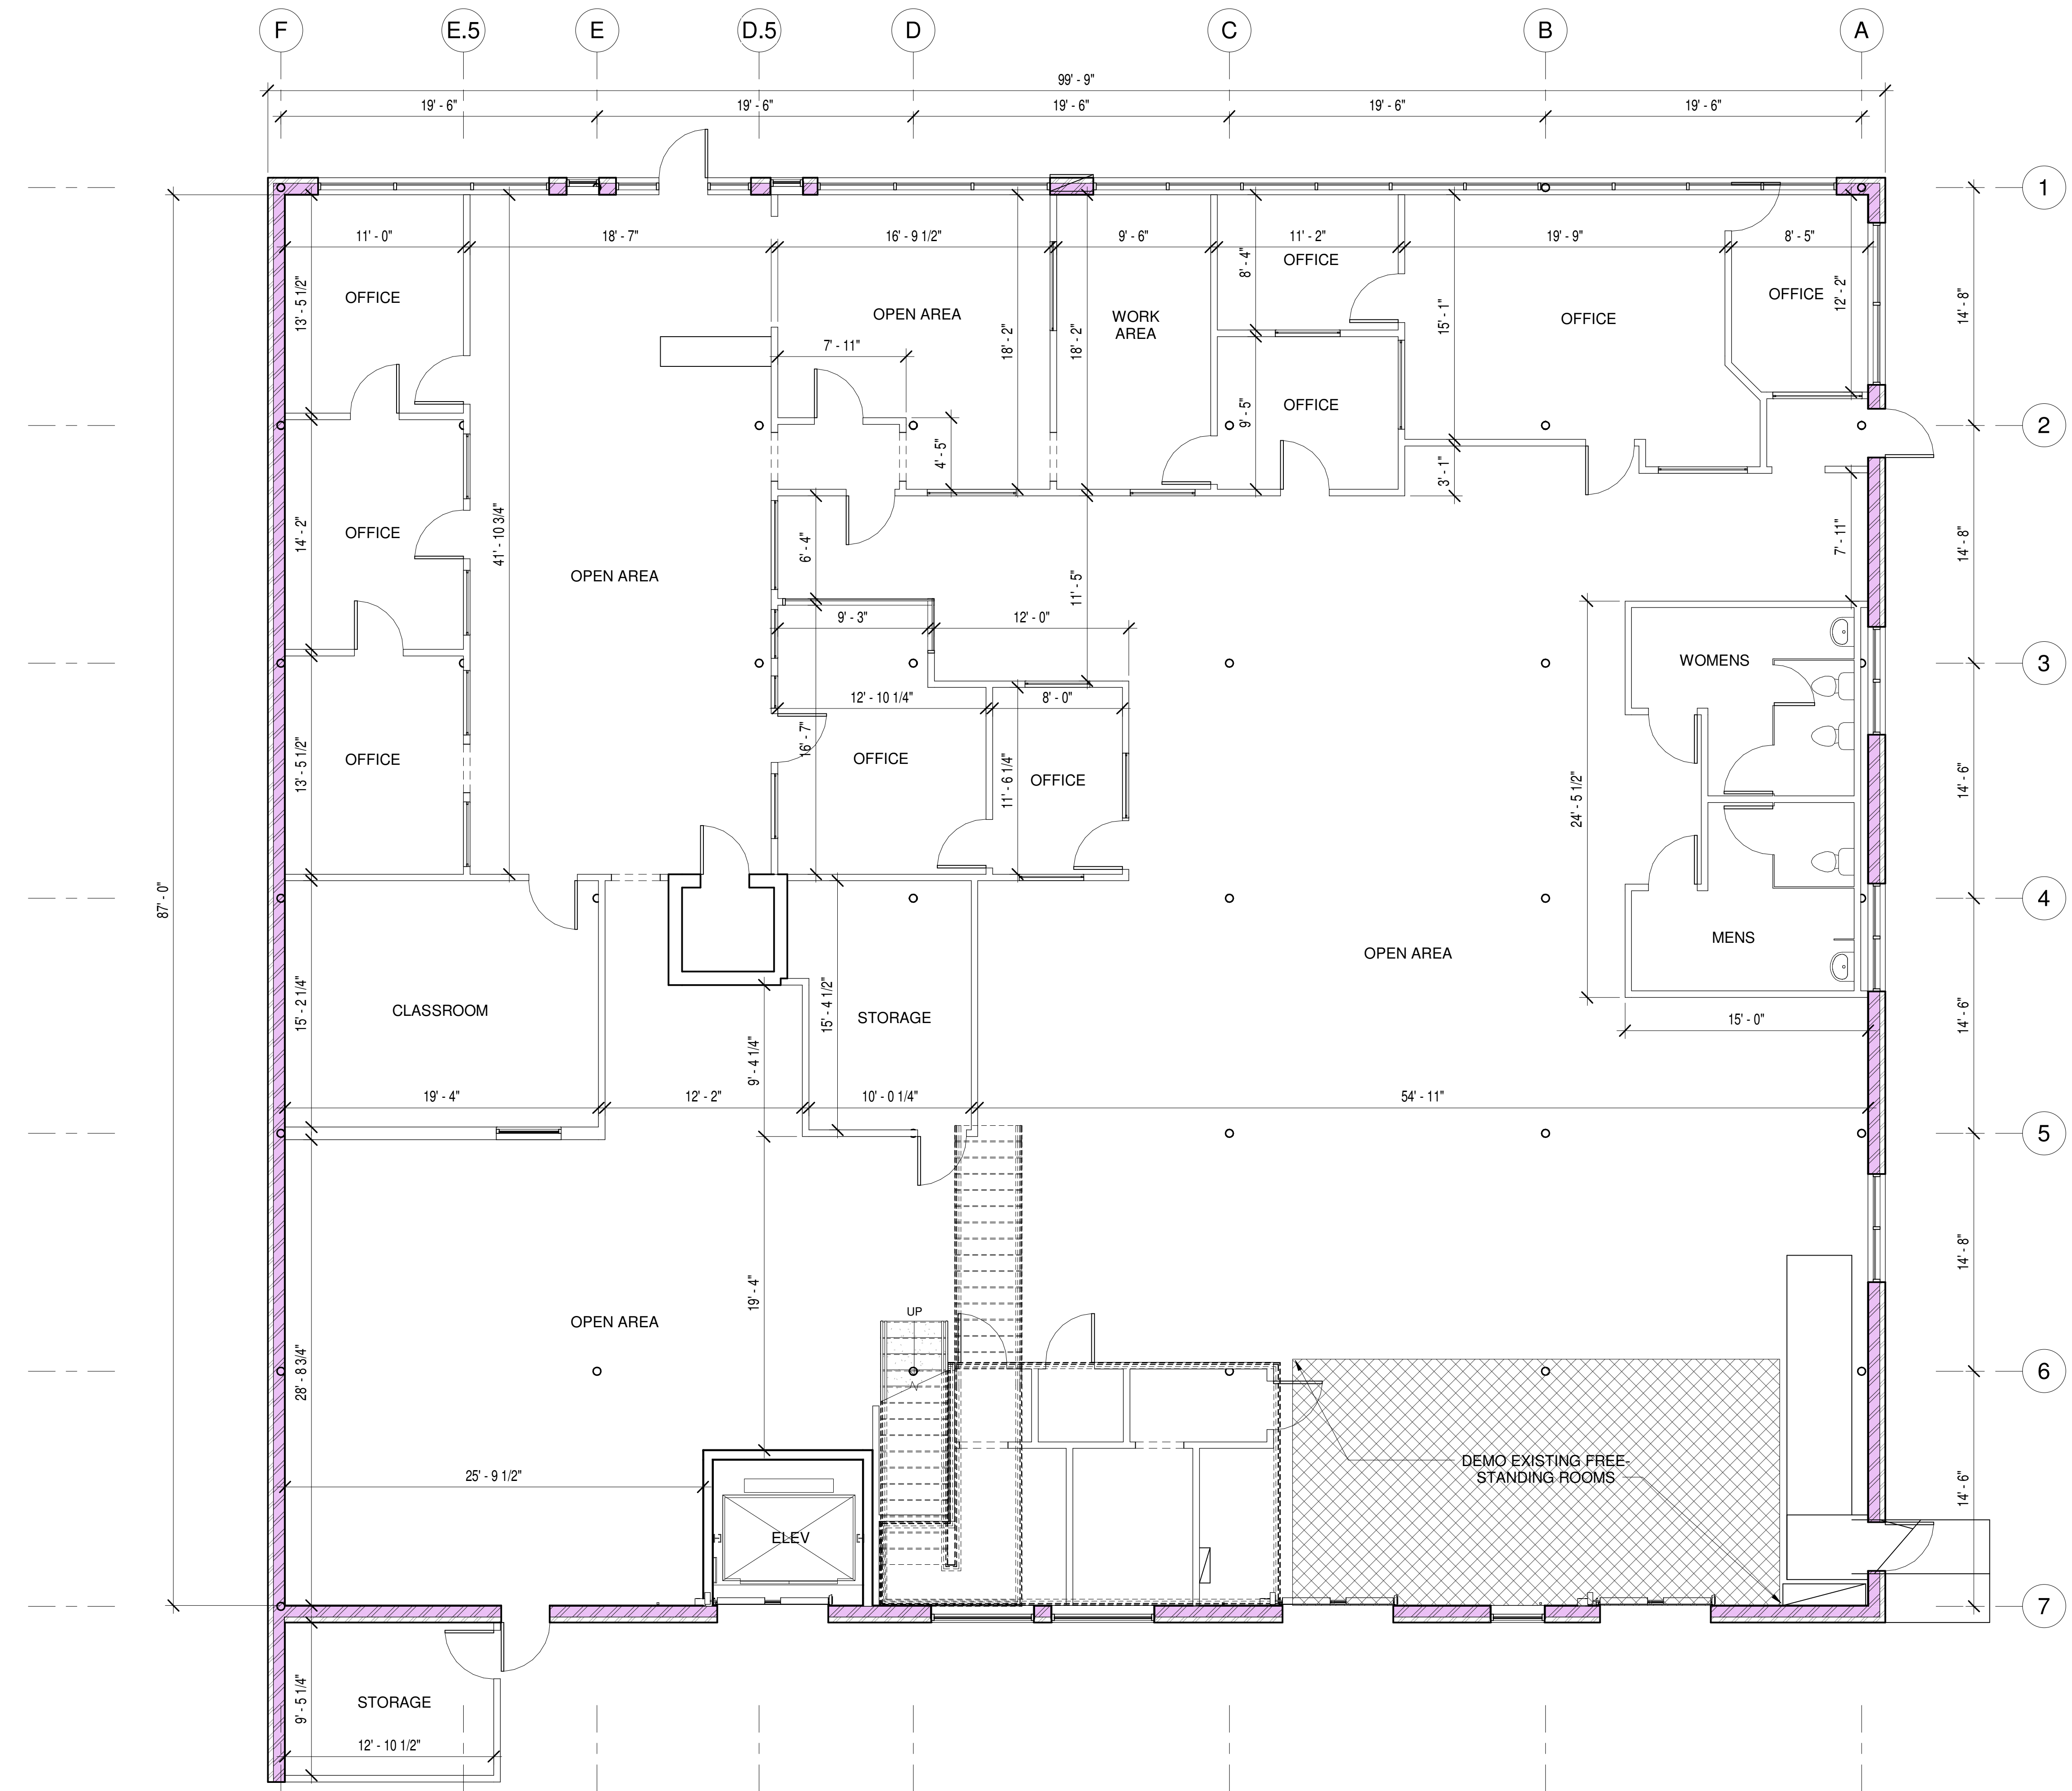 F E.5 E D.5 D C B A
99' - 9"
19' - 6" 19' - 6" 19' - 6" 19' - 6" 19' - 6"
1
11' - 0" 18' - 7" 16' - 9 1/2" 9' - 6" 11' - 2" 19' - 9" 8' - 5"
8' - 4"
OFFICE
13' - 5 1/2"
OFFICE
OFFICE
12' - 2"
14' - 8"
OPEN AREA
WORK
AREA
OFFICE
15' - 1"
18' - 2"
18' - 2"
7' - 11"
OFFICE
9' - 5"
2
4' - 5"
3' - 1"
14' - 2"
OFFICE
41' - 10 3/4"
6' - 4"
7' - 11"
14' - 8"
OPEN AREA
11' - 5"
9' - 3" 12' - 0"
WOMENS
3
12' - 10 1/4" 8' - 0"
13' - 5 1/2"
OFFICE
16' - 7"
OFFICE
11' - 6 1/4"
OFFICE
24' - 5 1/2"
14' - 6"
87' - 0"
4
MENS
OPEN AREA
15' - 2 1/4"
CLASSROOM
15' - 4 1/2"
STORAGE
15' - 0"
14' - 6"
9' - 4 1/4"
19' - 4" 12' - 2" 10' - 0 1/4" 54' - 11"
5
14' - 8"
19' - 4"
UP
OPEN AREA
28' - 8 3/4"
6
DEMO EXISTING FREE-
STANDING ROOMS
25' - 9 1/2"
14' - 6"
ELEV
7
9' - 5 1/4"
STORAGE
12' - 10 1/2"